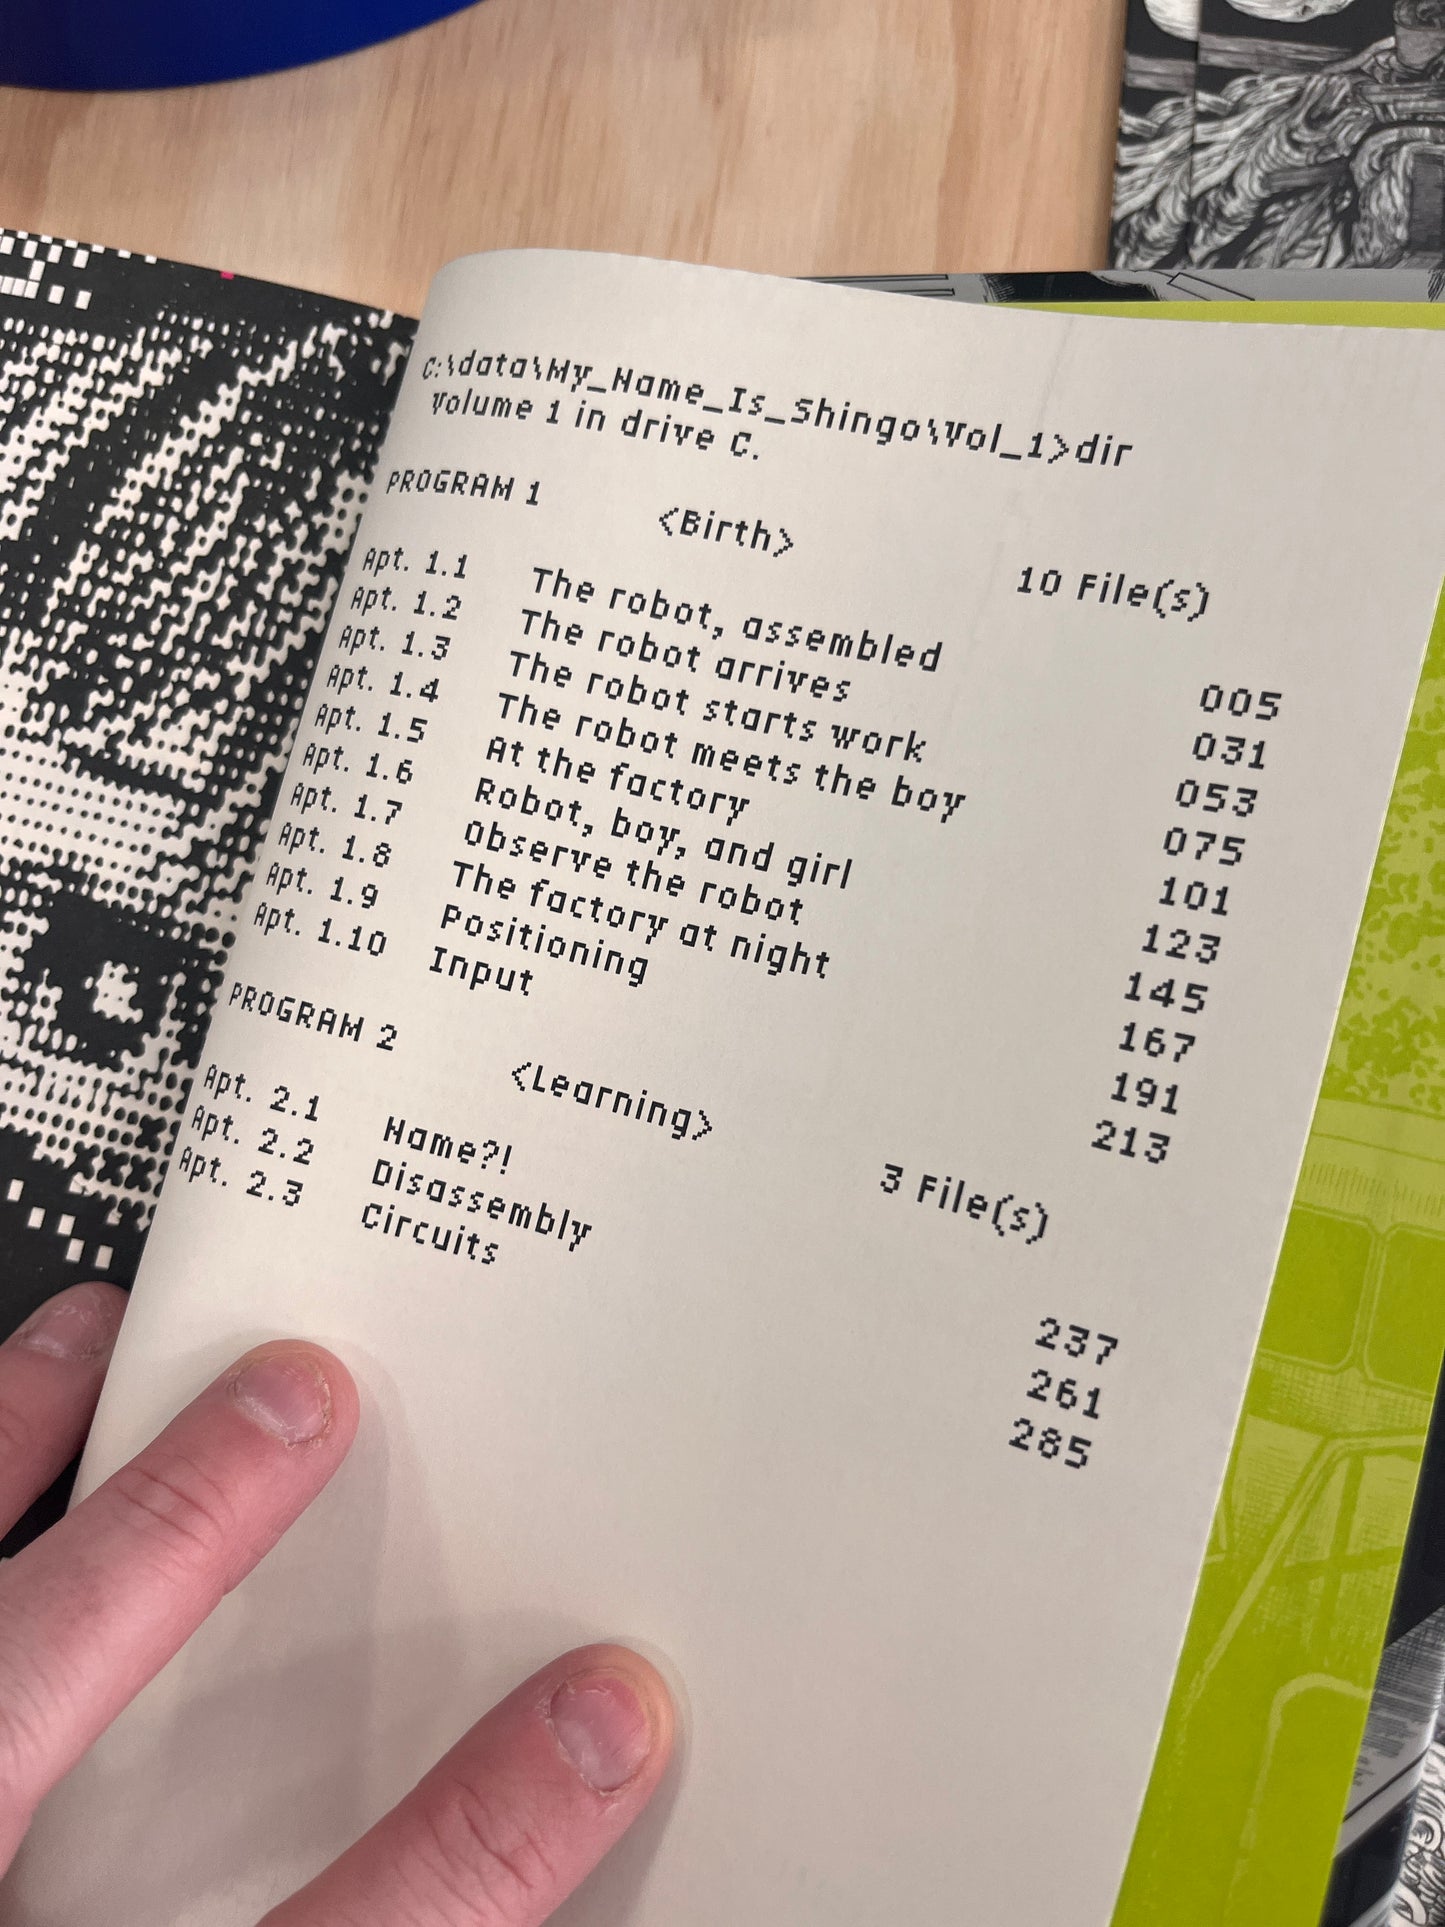 C:\data\My_Name_Is_Shingo\Vol_1>dir
Volume 1 in drive C.
PROGRAM 1 <Birth> 10 File(s)
Apt. 1.1 The robot, assembled 005
Apt. 1.2 The robot arrives 031
Apt. 1.3 The robot starts work 053
Apt. 1.4 The robot meets the boy 075
Apt. 1.5 At the factory 101
Apt. 1.6 Robot, boy, and girl 123
Apt. 1.7 Observe the robot 145
Apt. 1.8 The factory at night 167
Apt. 1.9 Positioning 191
Apt. 1.10 Input 213
PROGRAM 2 <Learning> 3 File(s)
Apt. 2.1 Name?! 237
Apt. 2.2 Disassembly 261
Apt. 2.3 Circuits 285